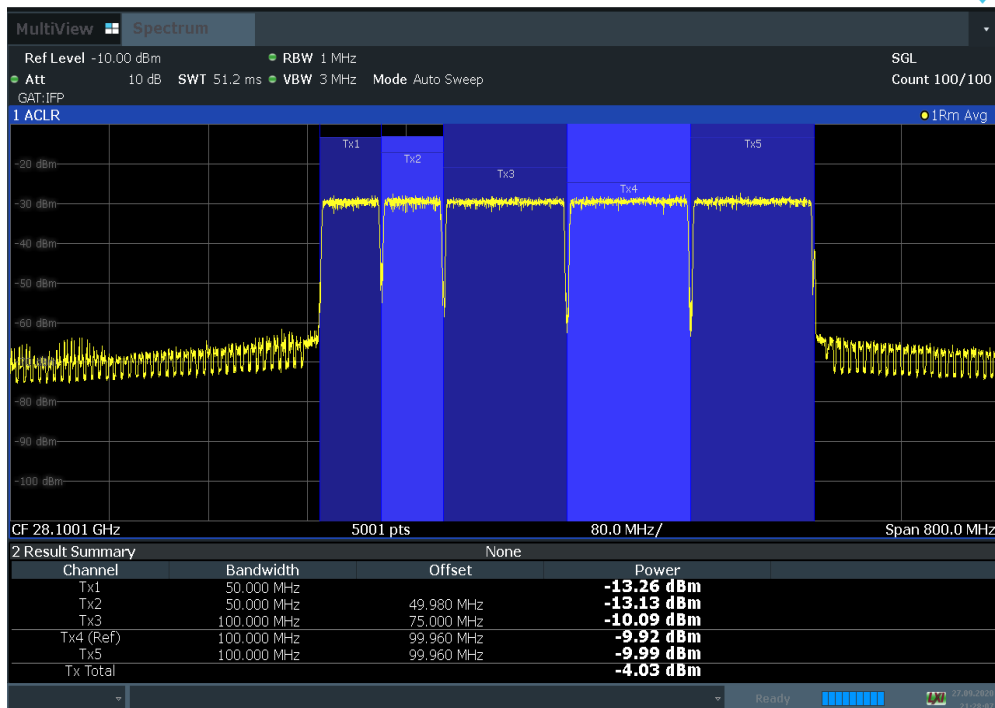 MultiView Spectrum
Ref Level -10.00 dBm RBW 1 MHz SGL
Att 10 dB SWT 51.2 ms VBW 3 MHz Mode Auto Sweep Count 100/100
GAT:IFP
1 ACLR 1Rm Avg
Tx1 Tx5
Tx2
-20 dBm
Tx3
Tx4
-30 dBm
-40 dBm
-50 dBm
-60 dBm
-80 dBm
-90 dBm
-100 dBm
CF 28.1001 GHz 5001 pts 80.0 MHz/ Span 800.0 MHz
2 Result Summary None
Channel Bandwidth Offset Power
Tx1 50.000 MHz -13.26 dBm
Tx2 50.000 MHz 49.980 MHz -13.13 dBm
Tx3 100.000 MHz 75.000 MHz -10.09 dBm
Tx4 (Ref) 100.000 MHz 99.960 MHz -9.92 dBm
Tx5 100.000 MHz 99.960 MHz -9.99 dBm
Tx Total -4.03 dBm
Ready LXI 27.09.2020